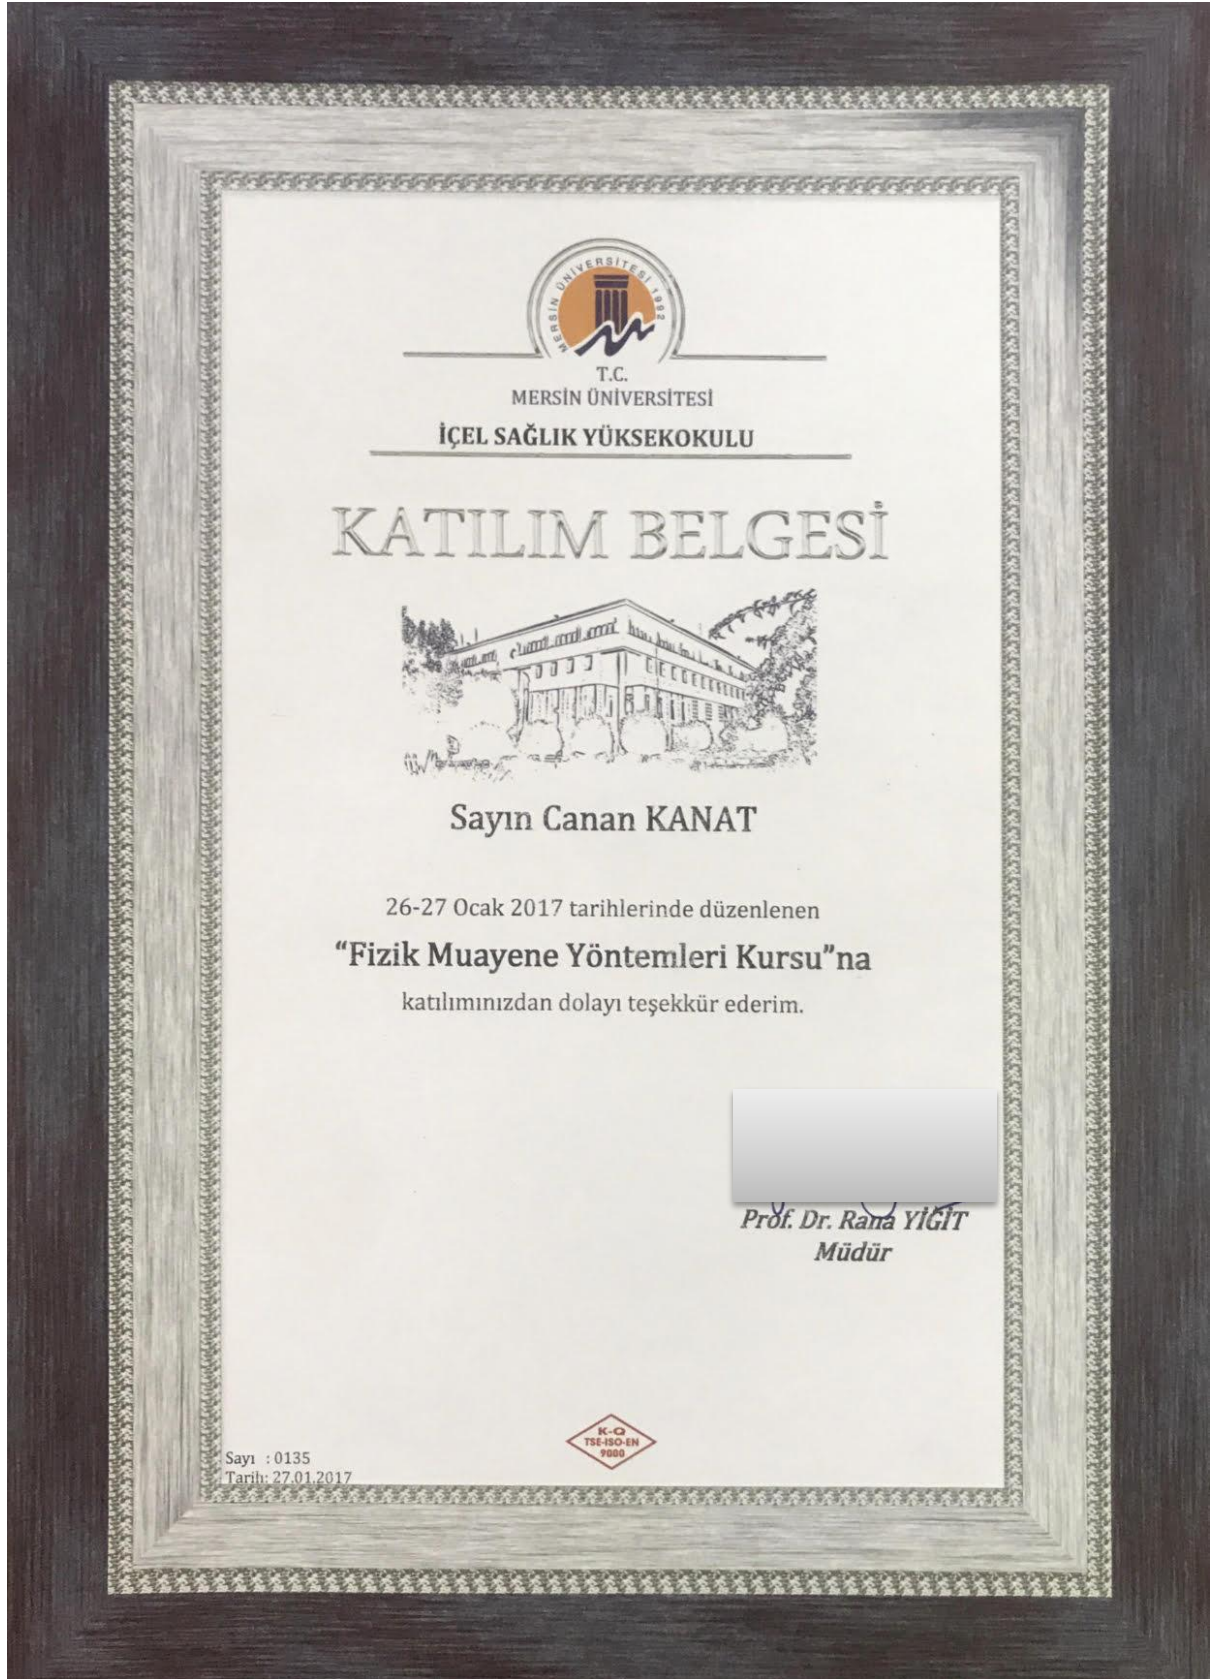 MERSİN ÜNİVERSİTESİ 1992
T.C.
MERSİN ÜNİVERSİTESİ
İÇEL SAĞLIK YÜKSEKOKULU
KATILIM BELGESİ
Sayın Canan KANAT
26-27 Ocak 2017 tarihlerinde düzenlenen
“Fizik Muayene Yöntemleri Kursu”na
katılımınızdan dolayı teşekkür ederim.
Prof. Dr. Rana YİĞİT
Müdür
K-Q
TSE-ISO-EN
9000
Sayı : 0135
Tarih: 27.01.2017